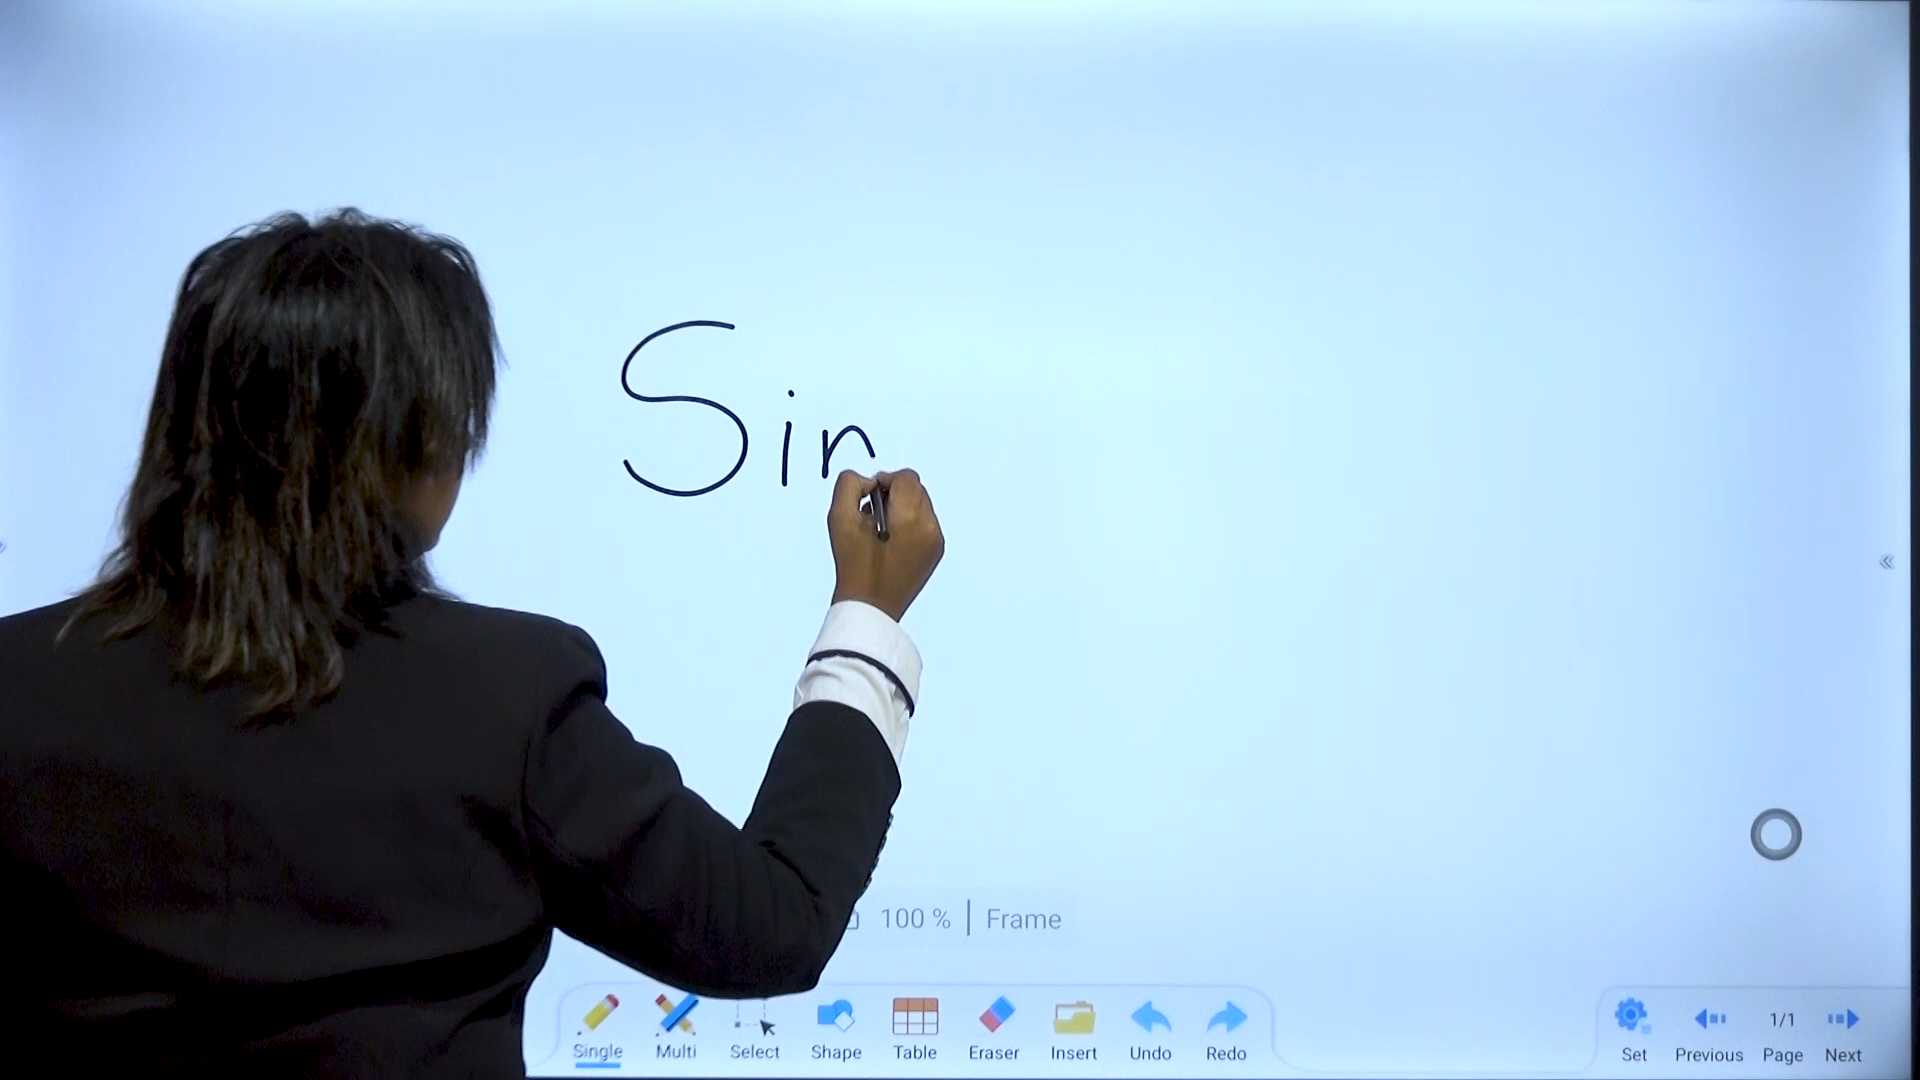 Sin
100 % | Frame
Single Multi Select Shape Table Eraser Insert Undo Redo
Set Previous 1/1 Page Next